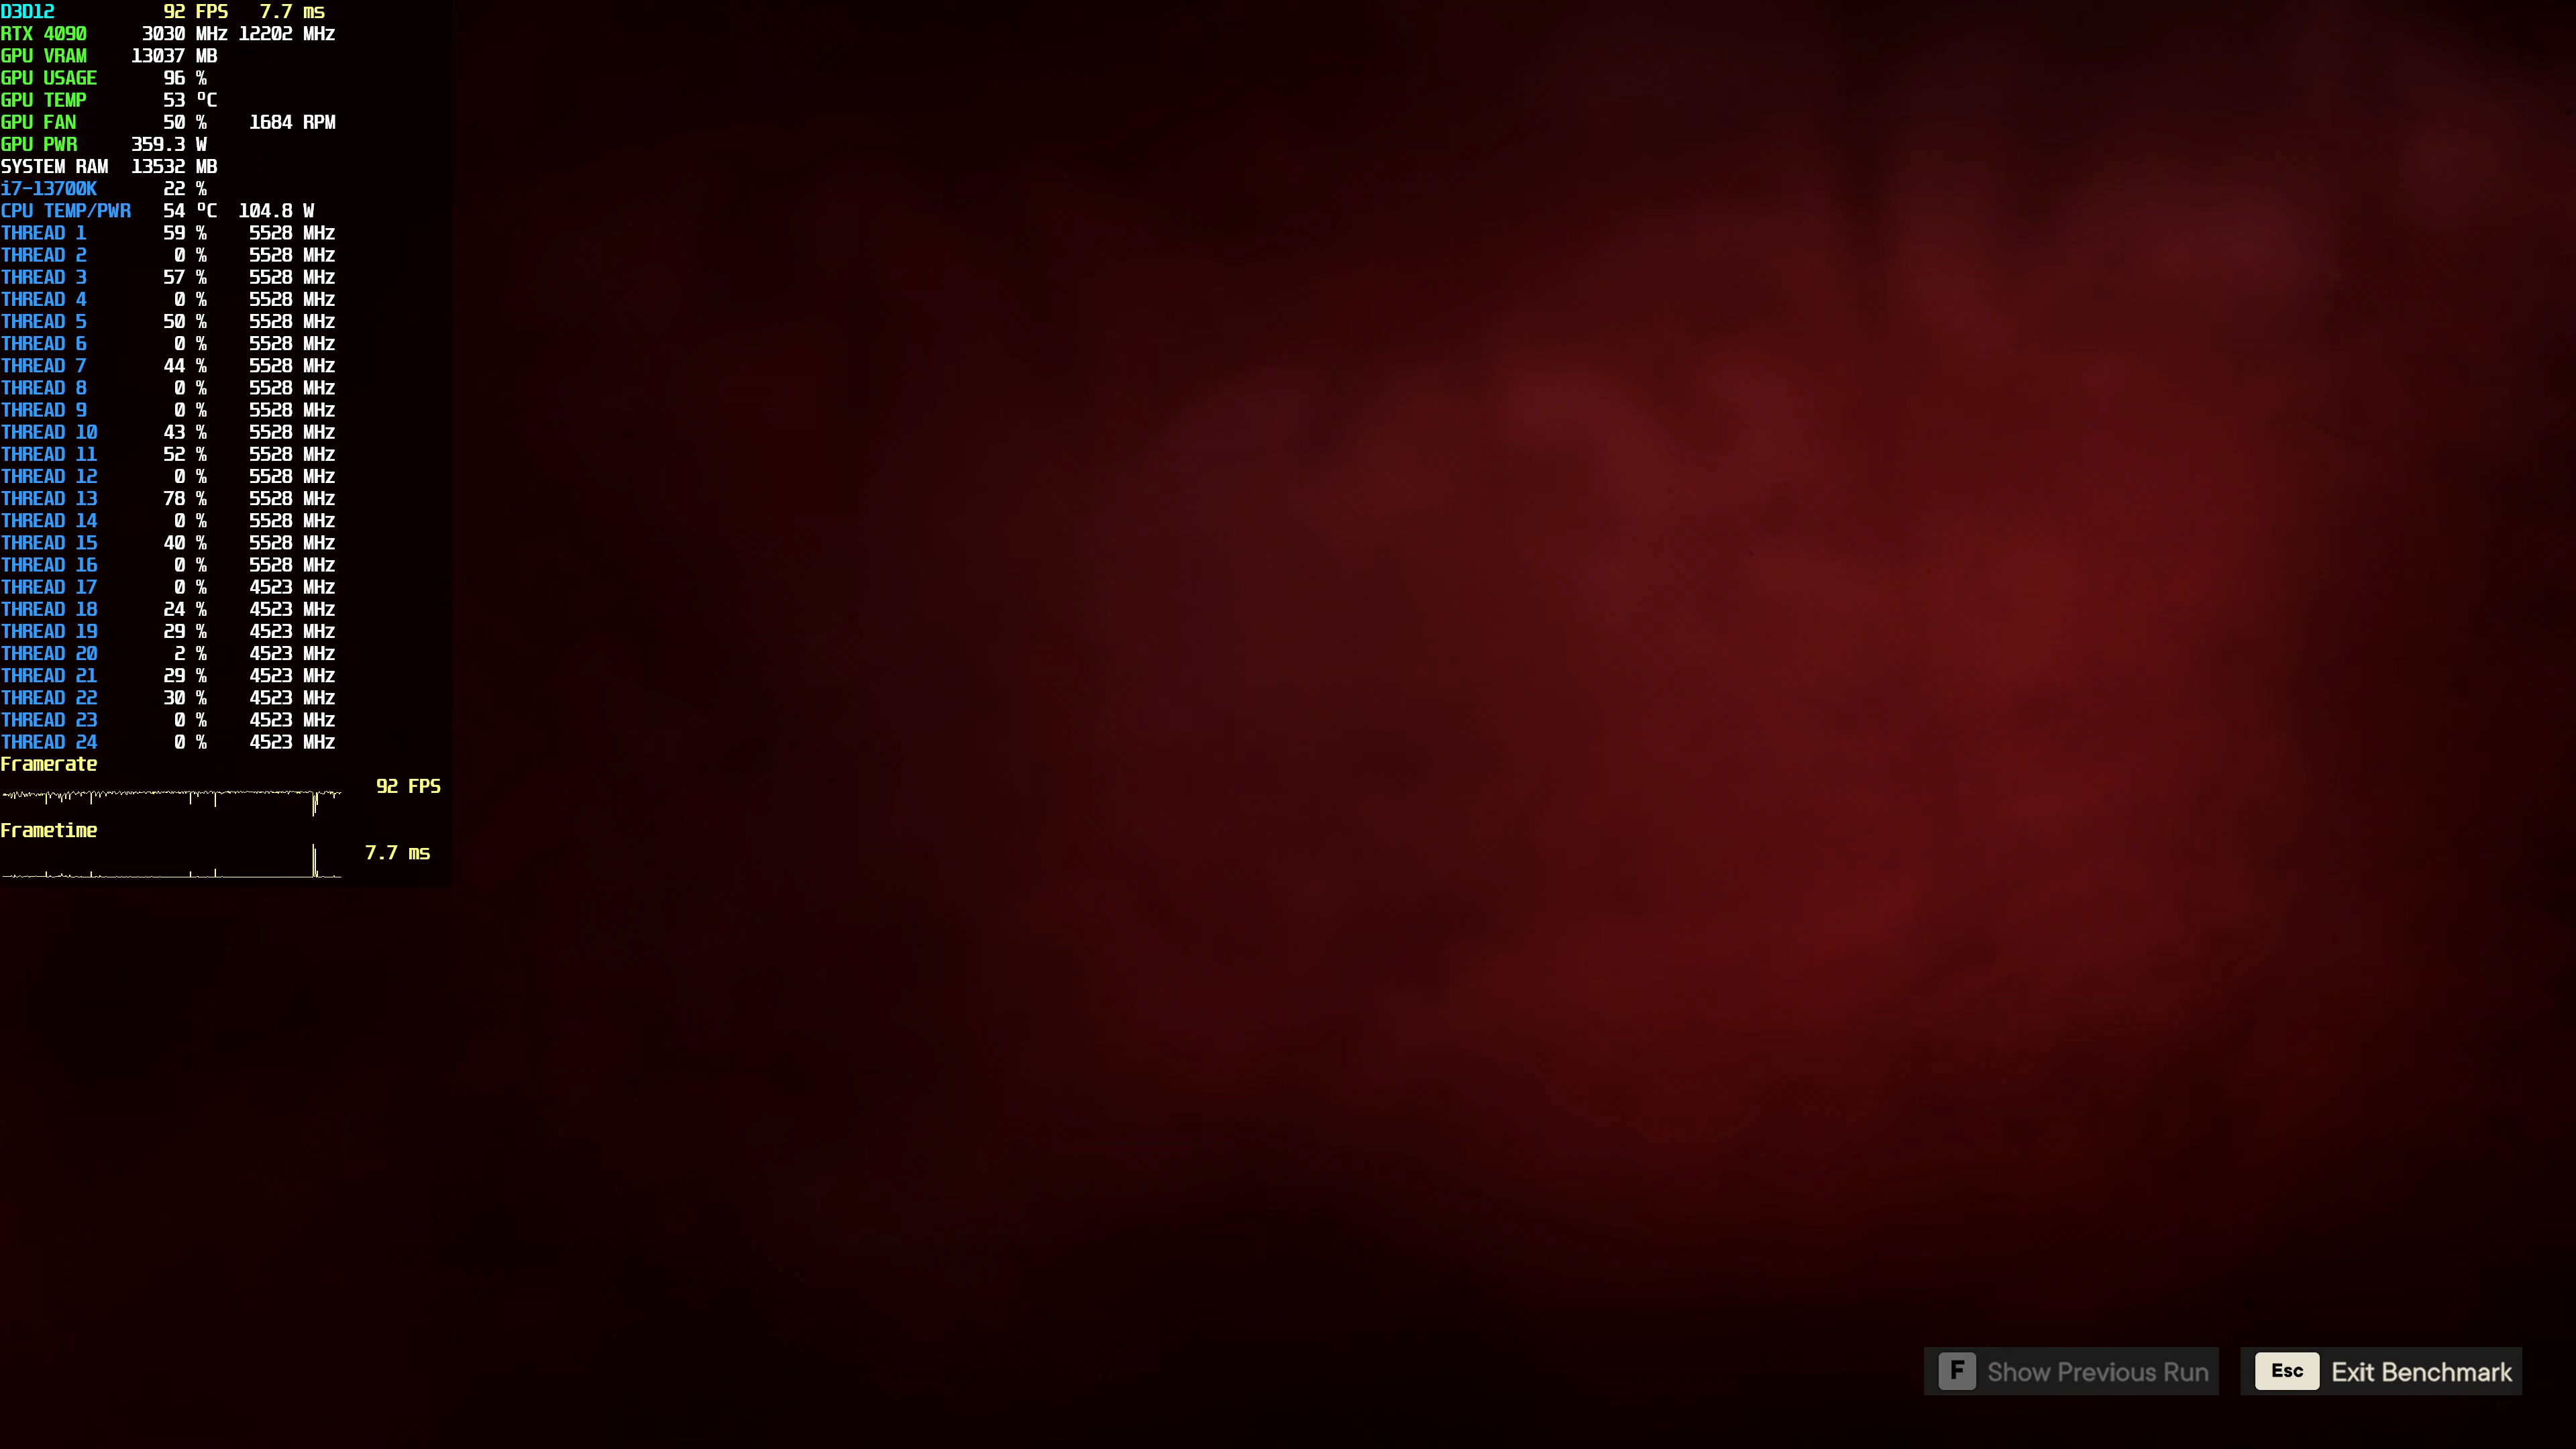 D3D12 92 FPS 7.7 ms
RTX 4090 3030 MHz 12202 MHz
GPU VRAM 13037 MB
GPU USAGE 96 %
GPU TEMP 53 ºC
GPU FAN 50 % 1684 RPM
GPU PWR 359.3 W
SYSTEM RAM 13532 MB
i7-13700K 22 %
CPU TEMP/PWR 54 ºC 104.8 W
THREAD 1 59 % 5528 MHz
THREAD 2 0 % 5528 MHz
THREAD 3 57 % 5528 MHz
THREAD 4 0 % 5528 MHz
THREAD 5 50 % 5528 MHz
THREAD 6 0 % 5528 MHz
THREAD 7 44 % 5528 MHz
THREAD 8 0 % 5528 MHz
THREAD 9 0 % 5528 MHz
THREAD 10 43 % 5528 MHz
THREAD 11 52 % 5528 MHz
THREAD 12 0 % 5528 MHz
THREAD 13 78 % 5528 MHz
THREAD 14 0 % 5528 MHz
THREAD 15 40 % 5528 MHz
THREAD 16 0 % 5528 MHz
THREAD 17 0 % 4523 MHz
THREAD 18 24 % 4523 MHz
THREAD 19 29 % 4523 MHz
THREAD 20 2 % 4523 MHz
THREAD 21 29 % 4523 MHz
THREAD 22 30 % 4523 MHz
THREAD 23 0 % 4523 MHz
THREAD 24 0 % 4523 MHz
Framerate
92 FPS
Frametime
7.7 ms
F Show Previous Run Esc Exit Benchmark